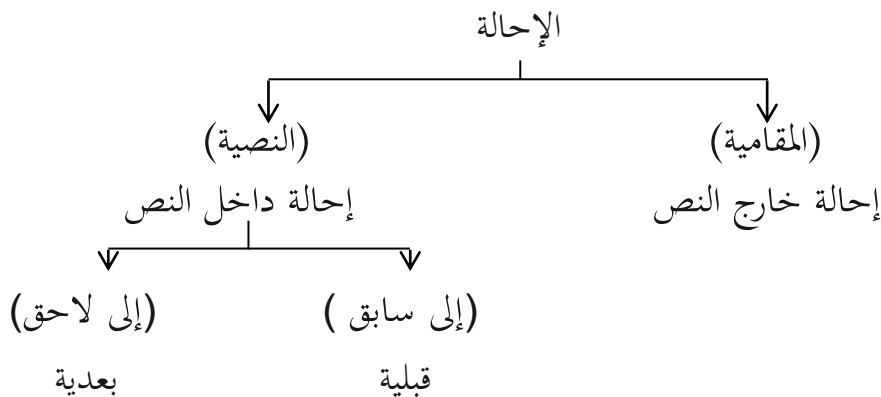 الإحالة
(المقامية)
(النصية)
إحالة خارج النص
إحالة داخل النص
(إلى سابق )
(إلى لاحق)
قبلية
بعدية